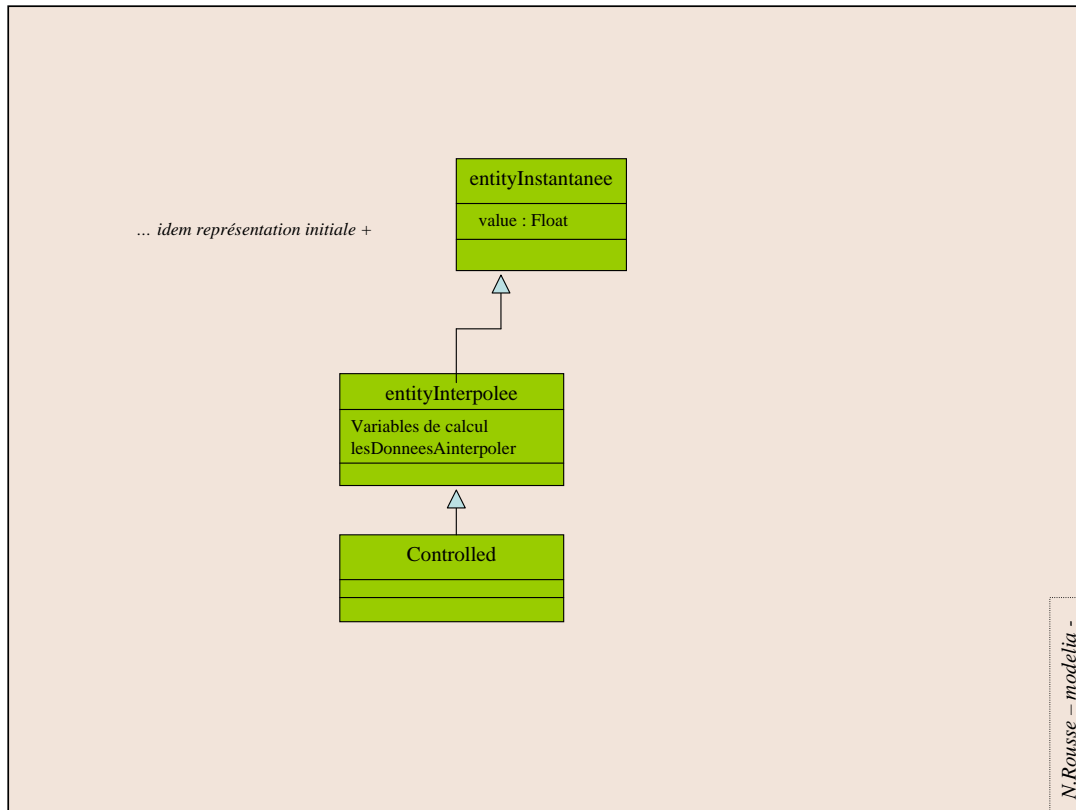 entityInstantanee
value : Float
… idem représentation initiale +
entityInterpolee
Variables de calcul
lesDonneesAinterpoler
Controlled
N.Rousse – modelia -